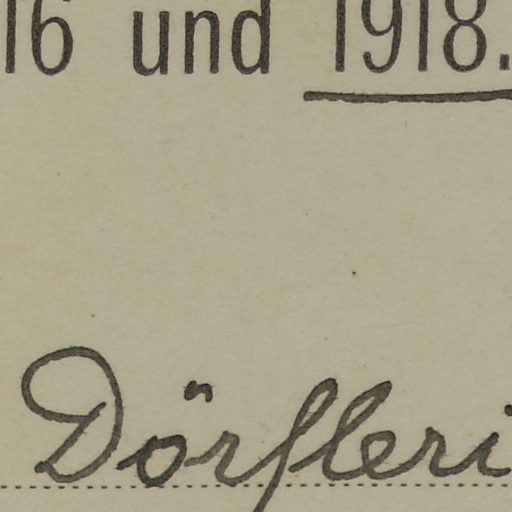 16 und 1918.
Dörfleri